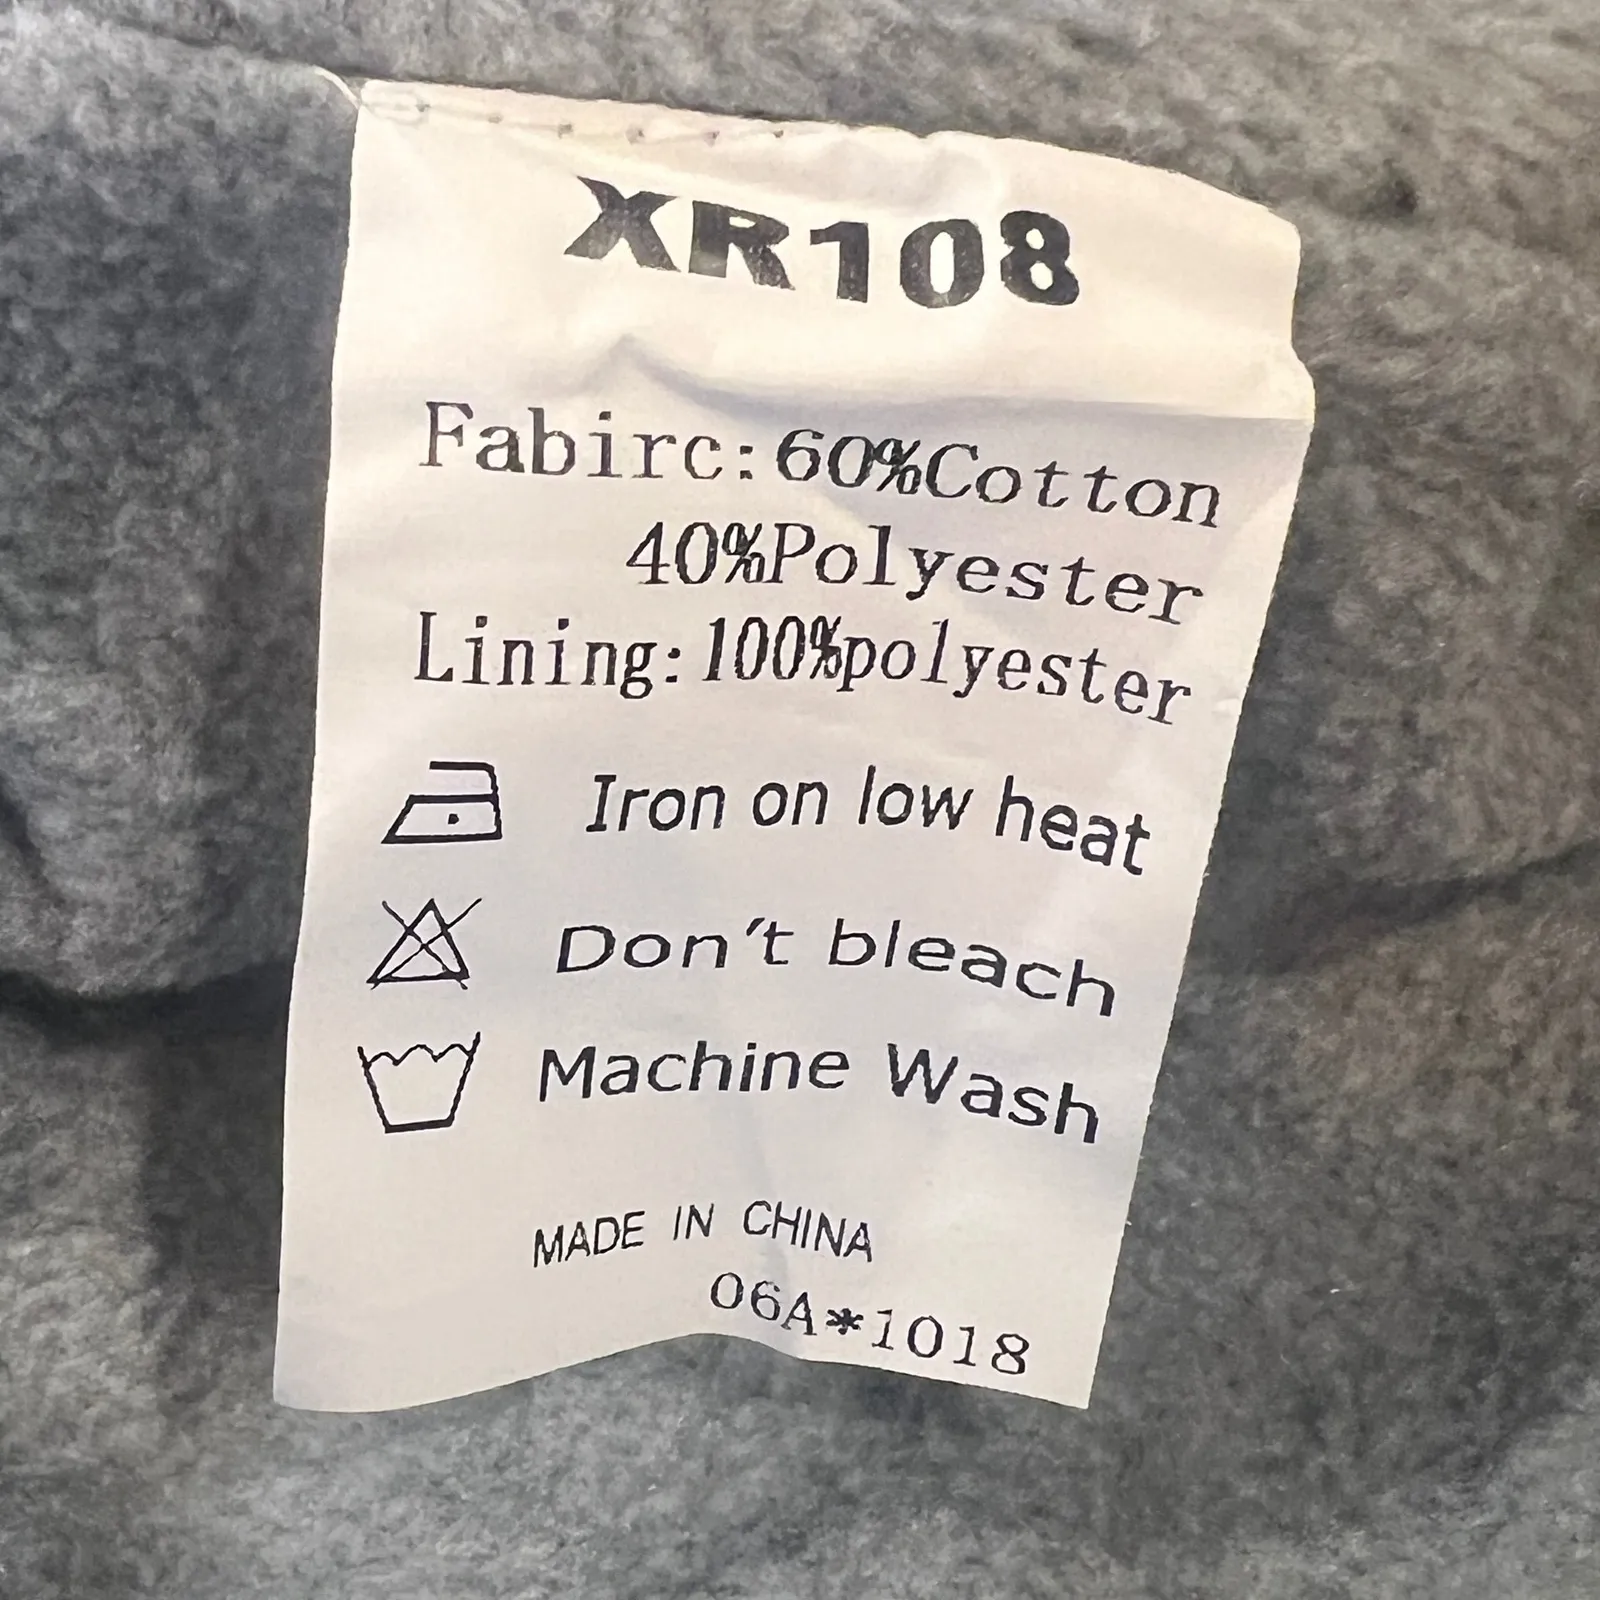 XR108
Fabirc:60%Cotton
40%Polyester
Lining:100%polyester
Iron on low heat
Don't bleach
Machine Wash
MADE IN CHINA
06A*1018